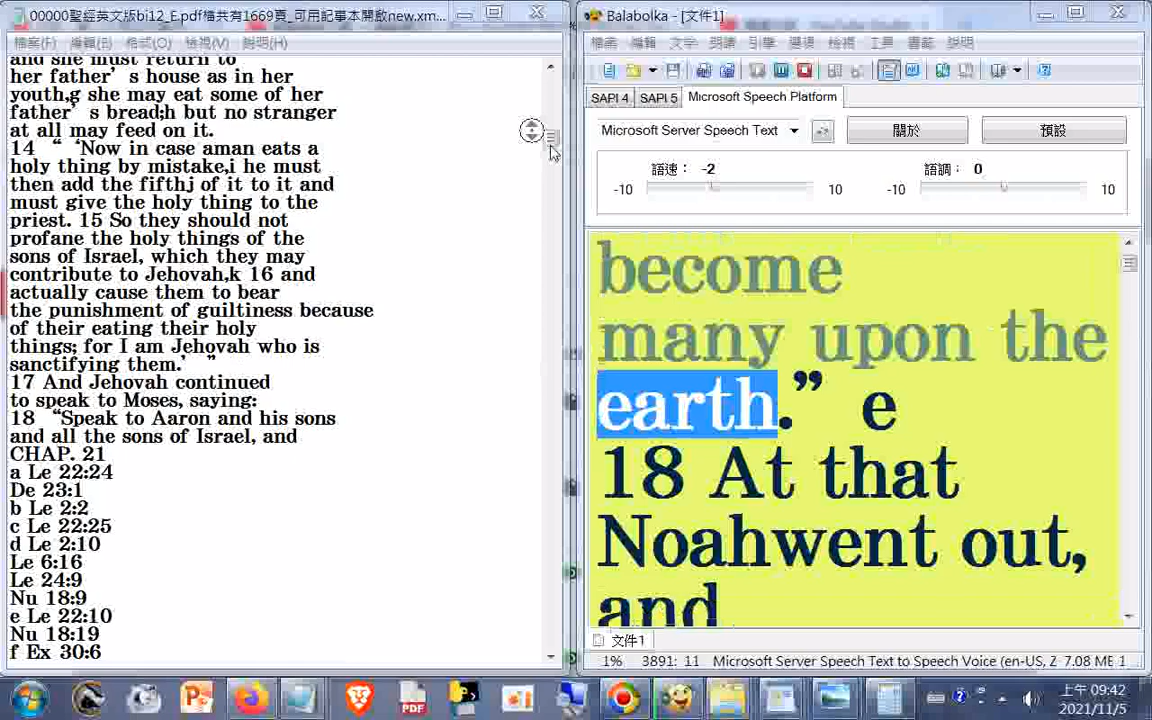 00000聖經英文版bi12_E.pdf檔共有1669頁_可用記事本開啟new.xm...
檔案(F) 編輯(E) 格式(O) 檢視(V) 說明(H)
and she must return to
her father’s house as in her
youth,g she may eat some of her
father’s bread;h but no stranger
at all may feed on it.
14 “ ‘Now in case aman eats a
holy thing by mistake,i he must
then add the fifthj of it to it and
must give the holy thing to the
priest. 15 So they should not
profane the holy things of the
sons of Israel, which they may
contribute to Jehovah,k 16 and
actually cause them to bear
the punishment of guiltiness because
of their eating their holy
things; for I am Jehovah who is
sanctifying them.’ ”
17 And Jehovah continued
to speak to Moses, saying:
18 “Speak to Aaron and his sons
and all the sons of Israel, and
CHAP. 21
a Le 22:24
De 23:1
b Le 2:2
c Le 22:25
d Le 2:10
Le 6:16
Le 24:9
Nu 18:9
e Le 22:10
Nu 18:19
f Ex 30:6
Balabolka - [文件1]
檔案 編輯 文字 朗讀 引擎 選項 檢視 工具 書籤 說明
SAPI 4 SAPI 5 Microsoft Speech Platform
Microsoft Server Speech Text 關於 預設
語速： -2 語調： 0
-10 10 -10 10
become
many upon the
earth.” e
18 At that
Noahwent out,
and
文件1
1% 3891: 11 Microsoft Server Speech Text to Speech Voice (en-US, Z 7.08 ME 1
PDF
上午 09:42
2021/11/5